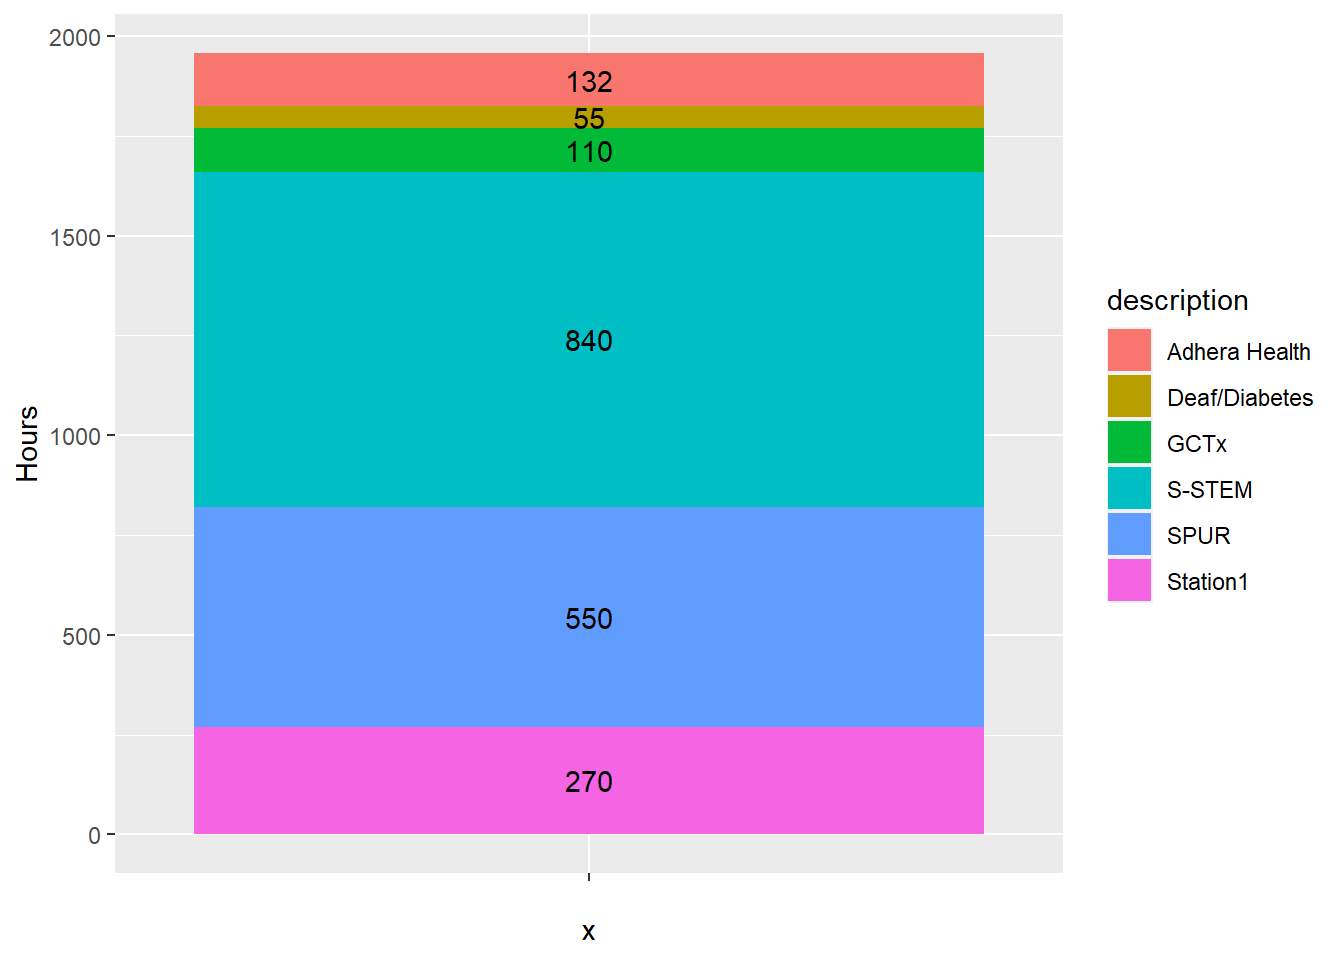 2000
1500
1000
500
0
Hours
132
55
110
840
550
270
x
description
Adhera Health
Deaf/Diabetes
GCTx
S-STEM
SPUR
Station1